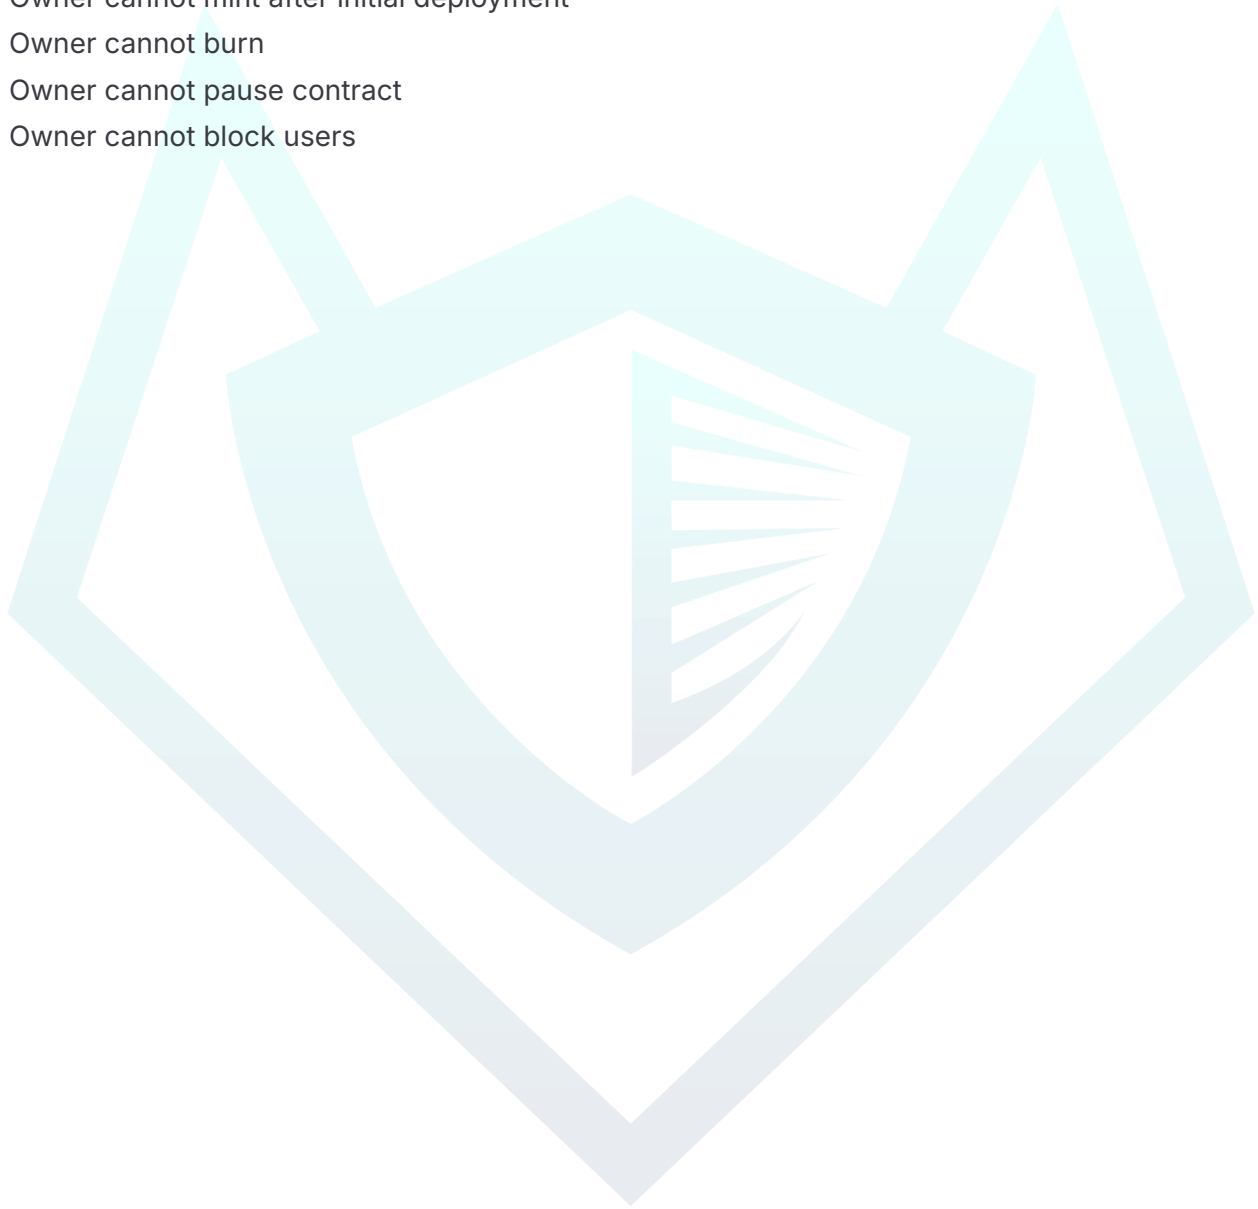 Owner cannot mint after initial deployment
Owner cannot burn
Owner cannot pause contract
Owner cannot block users